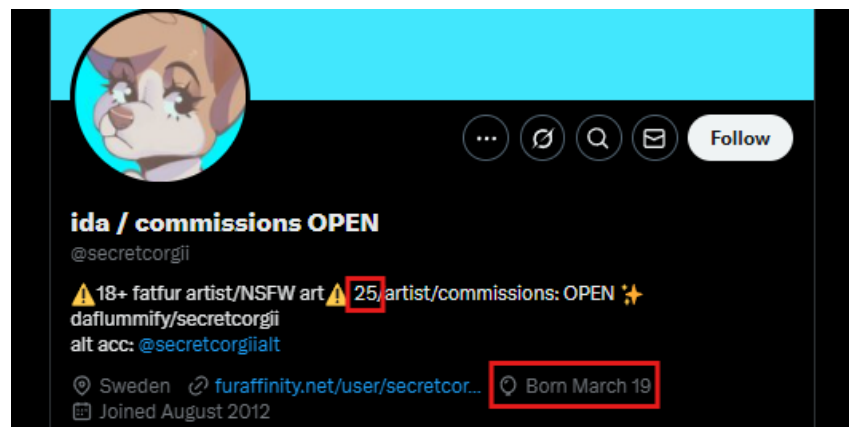 Follow
ida / commissions OPEN
@secretcorgii
⚠️18+ fatfur artist/NSFW art⚠️ 25/artist/commissions: OPEN ✨
daflummify/secretcorgii
alt acc: @secretcorgiialt
Sweden furaffinity.net/user/secretcor... Born March 19
Joined August 2012